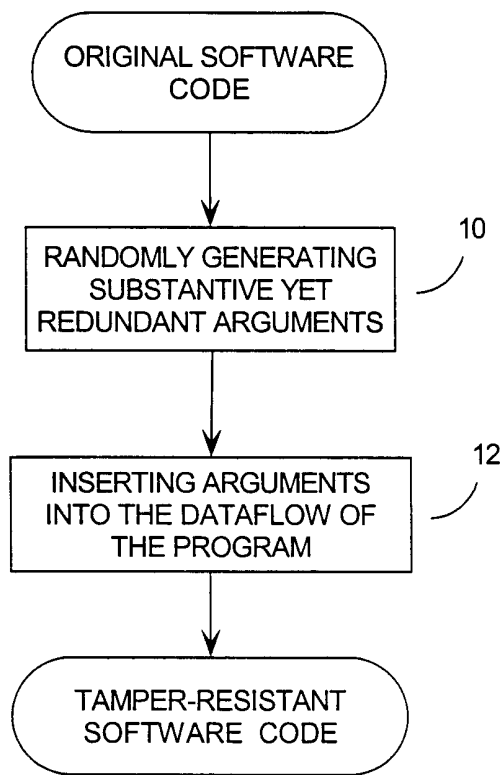 ORIGINAL SOFTWARE
CODE
10
RANDOMLY GENERATING
SUBSTANTIVE YET
REDUNDANT ARGUMENTS
12
INSERTING ARGUMENTS
INTO THE DATAFLOW OF
THE PROGRAM
TAMPER-RESISTANT
SOFTWARE CODE